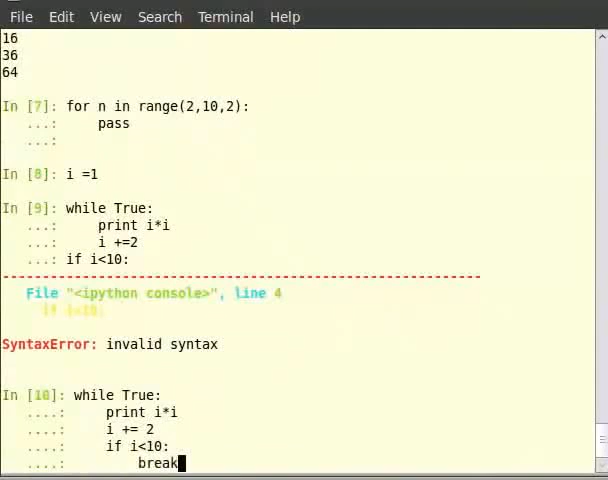 File Edit View Search Terminal Help
16
36
64
In [7]: for n in range(2,10,2):
...: pass
...:
In [8]: i =1
In [9]: while True:
...: print i*i
...: i +=2
...: if i<10:
------------------------------------------------------------
File "<ipython console>", line 4
if i<10:
SyntaxError: invalid syntax
In [10]: while True:
....: print i*i
....: i += 2
....: if i<10:
....: break